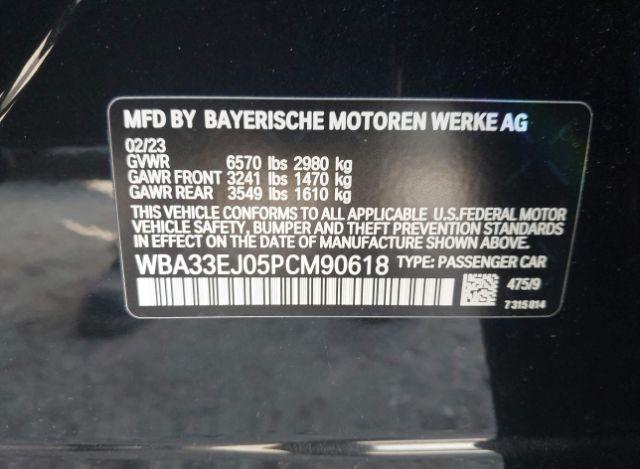 MFD BY BAYERISCHE MOTOREN WERKE AG
02/23
GVWR 6570 lbs 2980 kg
GAWR FRONT 3241 lbs 1470 kg
GAWR REAR 3549 lbs 1610 kg
THIS VEHICLE CONFORMS TO ALL APPLICABLE U.S.FEDERAL MOTOR
VEHICLE SAFETY, BUMPER, AND THEFT PREVENTION STANDARDS
IN EFFECT ON THE DATE OF MANUFACTURE SHOWN ABOVE.
WBA33EJ05PCM90618 TYPE: PASSENGER CAR
475/9
7315814